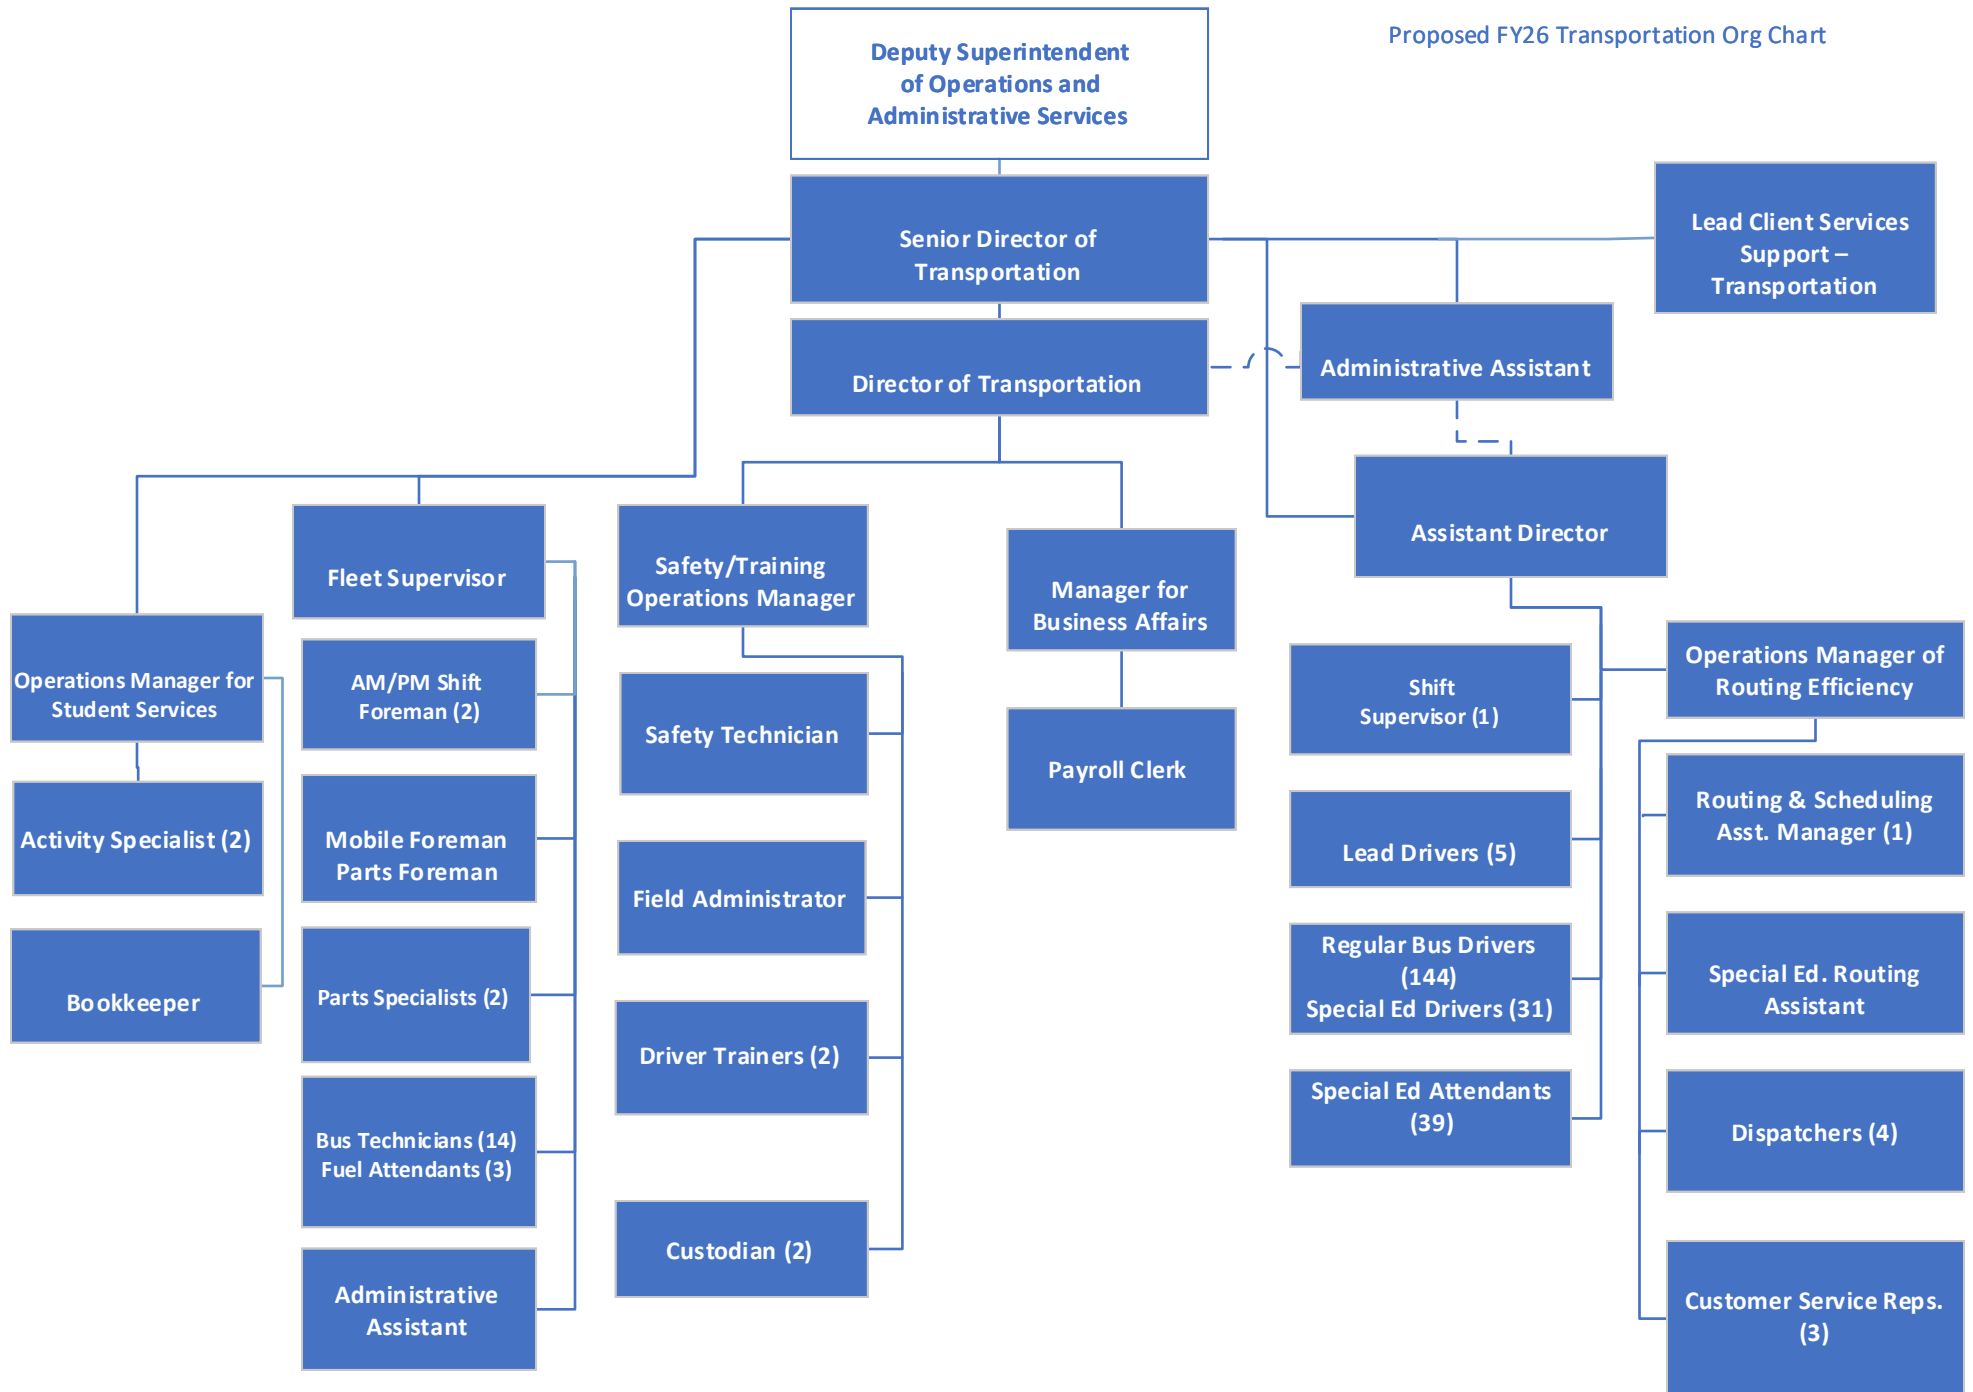 Proposed FY26 Transportation Org Chart
Deputy Superintendent
of Operations and
Administrative Services
Senior Director of
Transportation
Lead Client Services
Support –
Transportation
Director of Transportation
Administrative Assistant
Assistant Director
Fleet Supervisor
Safety/Training
Operations Manager
Manager for
Business Affairs
Operations Manager for
Student Services
Activity Specialist (2)
Bookkeeper
AM/PM Shift
Foreman (2)
Mobile Foreman
Parts Foreman
Parts Specialists (2)
Bus Technicians (14)
Fuel Attendants (3)
Administrative
Assistant
Safety Technician
Field Administrator
Driver Trainers (2)
Custodian (2)
Payroll Clerk
Shift
Supervisor (1)
Lead Drivers (5)
Regular Bus Drivers
(144)
Special Ed Drivers (31)
Special Ed Attendants
(39)
Operations Manager of
Routing Efficiency
Routing & Scheduling
Asst. Manager (1)
Special Ed. Routing
Assistant
Dispatchers (4)
Customer Service Reps.
(3)